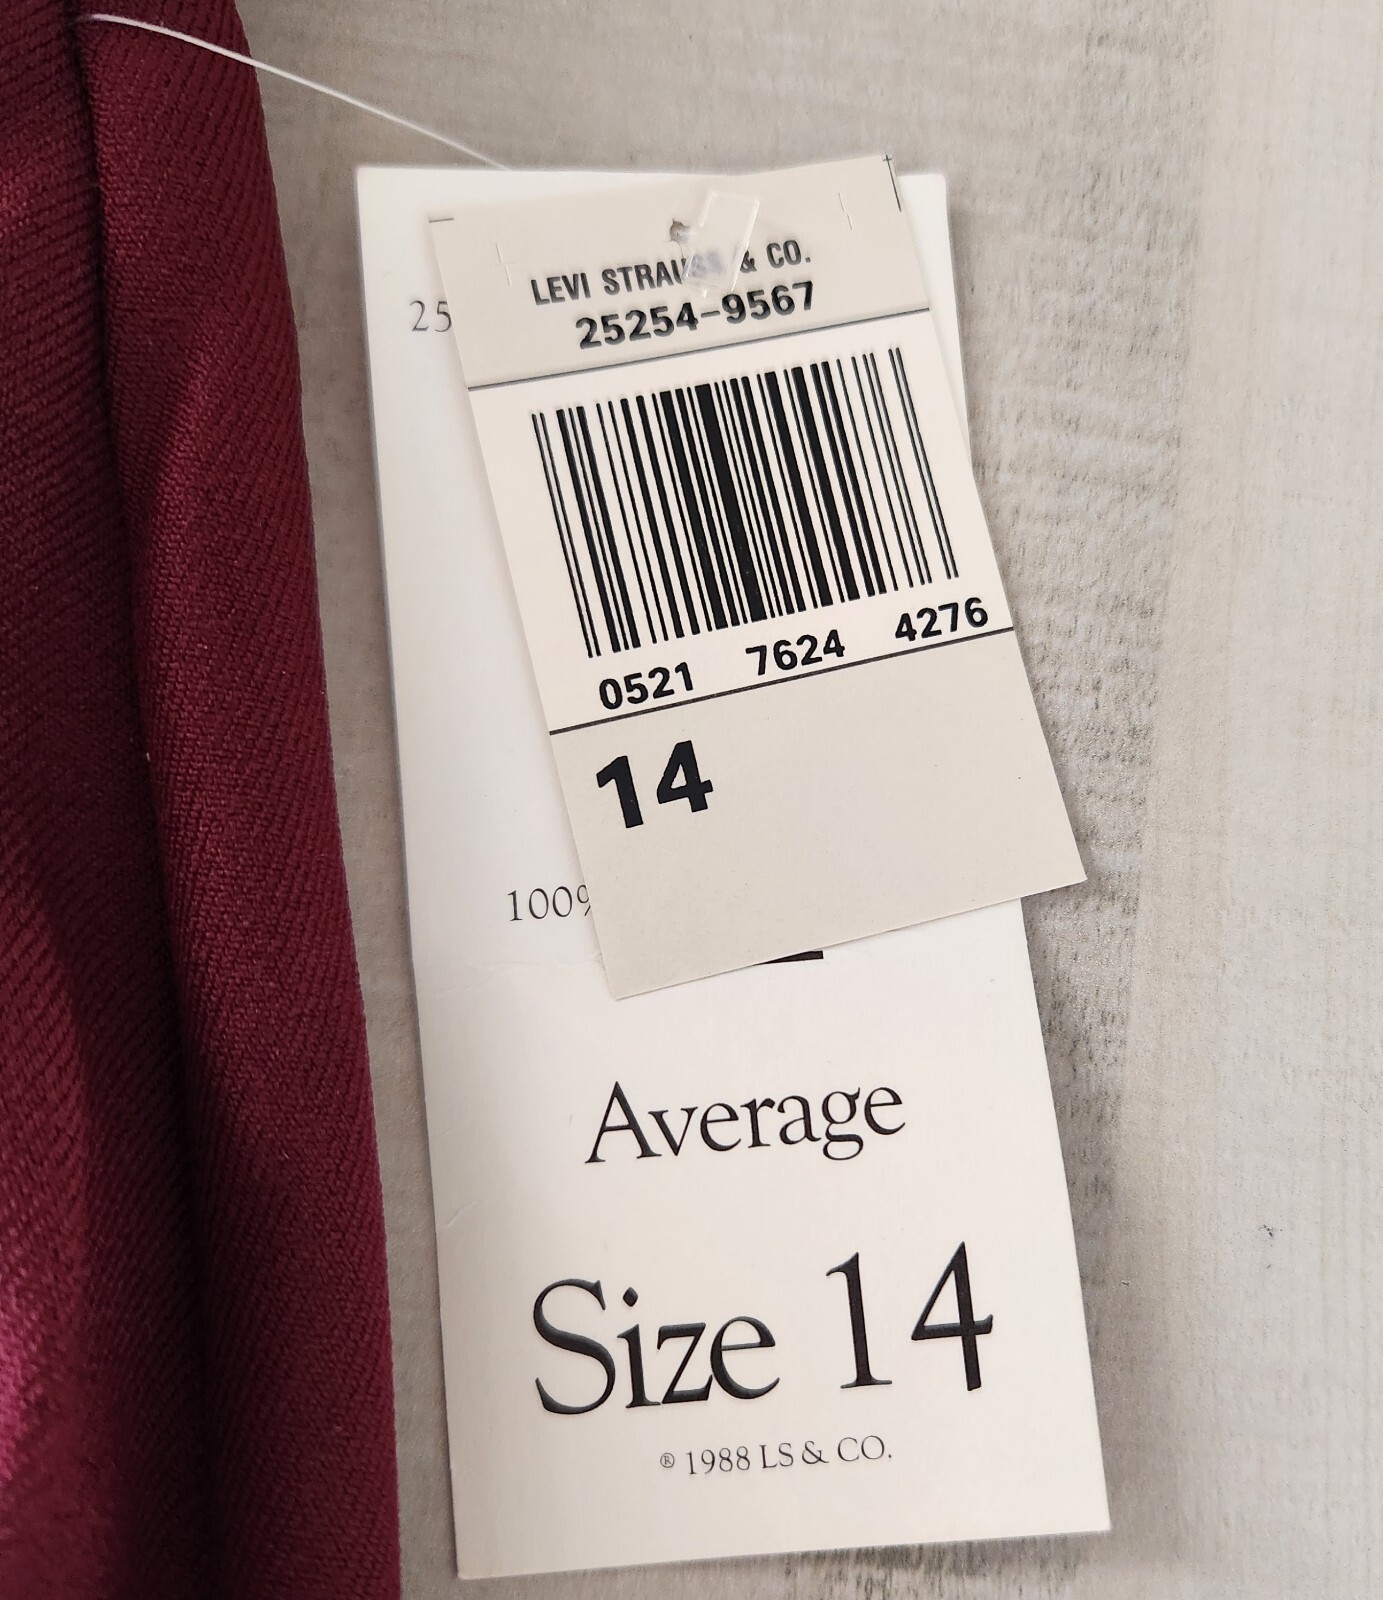 LEVI STRAUSS & CO.
25254-9567
25
0521 7624 4276
14
100%
Average
Size 14
® 1988 LS & CO.